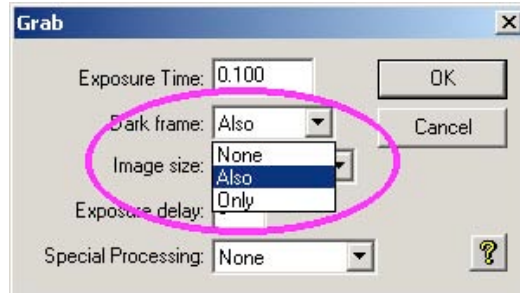 Grab
Exposure Time: 0.100
OK
Dark frame: Also
Cancel
Image size:
None
Also
Only
Exposure delay:
Special Processing: None
?